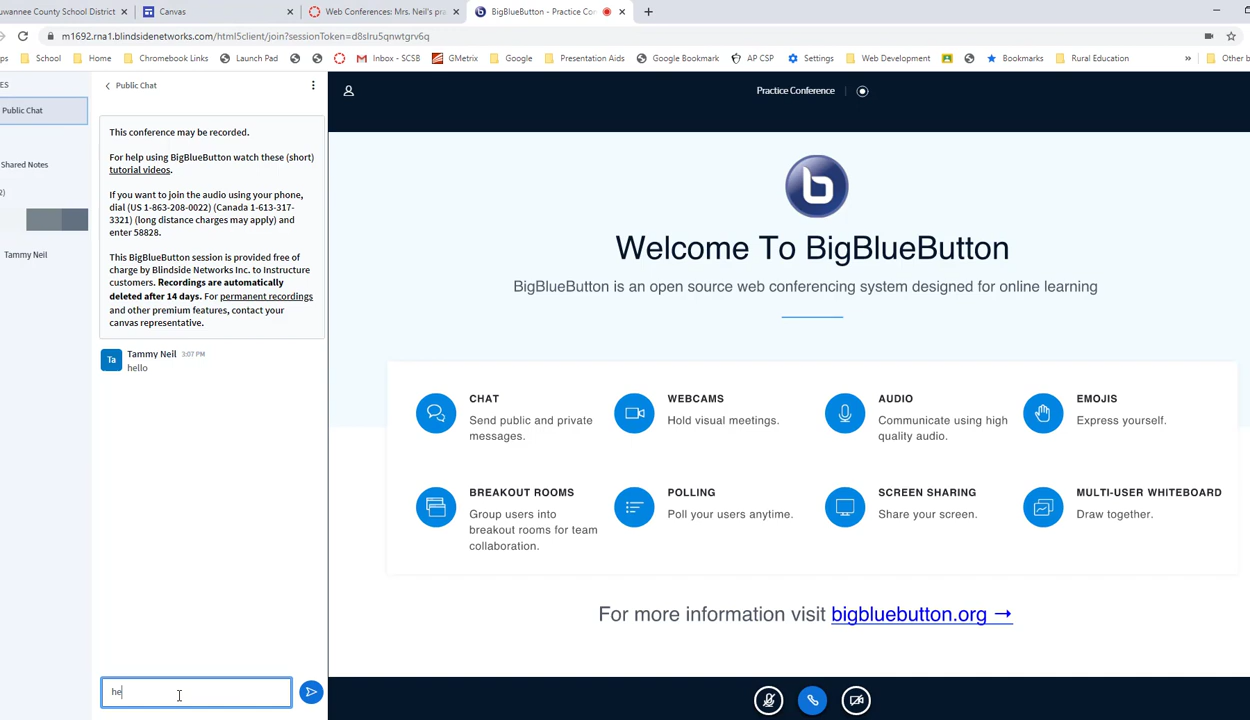 uwannee County School District
Canvas
Web Conferences: Mrs. Neil's pra
BigBlueButton - Practice Co
m1692.rna1.blindsidenetworks.com/html5client/join?sessionToken=d8slru5qnwtgrv6q
ps
School
Home
Chromebook Links
Launch Pad
Inbox - SCSB
GMetrix
Google
Presentation Aids
Google Bookmark
AP CSP
Settings
Web Development
Bookmarks
Rural Education
»
Other b
ES
Public Chat
Shared Notes
2)
Tammy Neil
Public Chat
This conference may be recorded.
For help using BigBlueButton watch these (short)
tutorial videos.
If you want to join the audio using your phone,
dial (US 1-863-208-0022) (Canada 1-613-317-
3321) (long distance charges may apply) and
enter 58828.
This BigBlueButton session is provided free of
charge by Blindside Networks Inc. to Instructure
customers. Recordings are automatically
deleted after 14 days. For permanent recordings
and other premium features, contact your
canvas representative.
Ta
Tammy Neil 3:07 PM
hello
he
Practice Conference
b
Welcome To BigBlueButton
BigBlueButton is an open source web conferencing system designed for online learning
CHAT
Send public and private
messages.
WEBCAMS
Hold visual meetings.
AUDIO
Communicate using high
quality audio.
EMOJIS
Express yourself.
BREAKOUT ROOMS
Group users into
breakout rooms for team
collaboration.
POLLING
Poll your users anytime.
SCREEN SHARING
Share your screen.
MULTI-USER WHITEBOARD
Draw together.
For more information visit bigbluebutton.org →